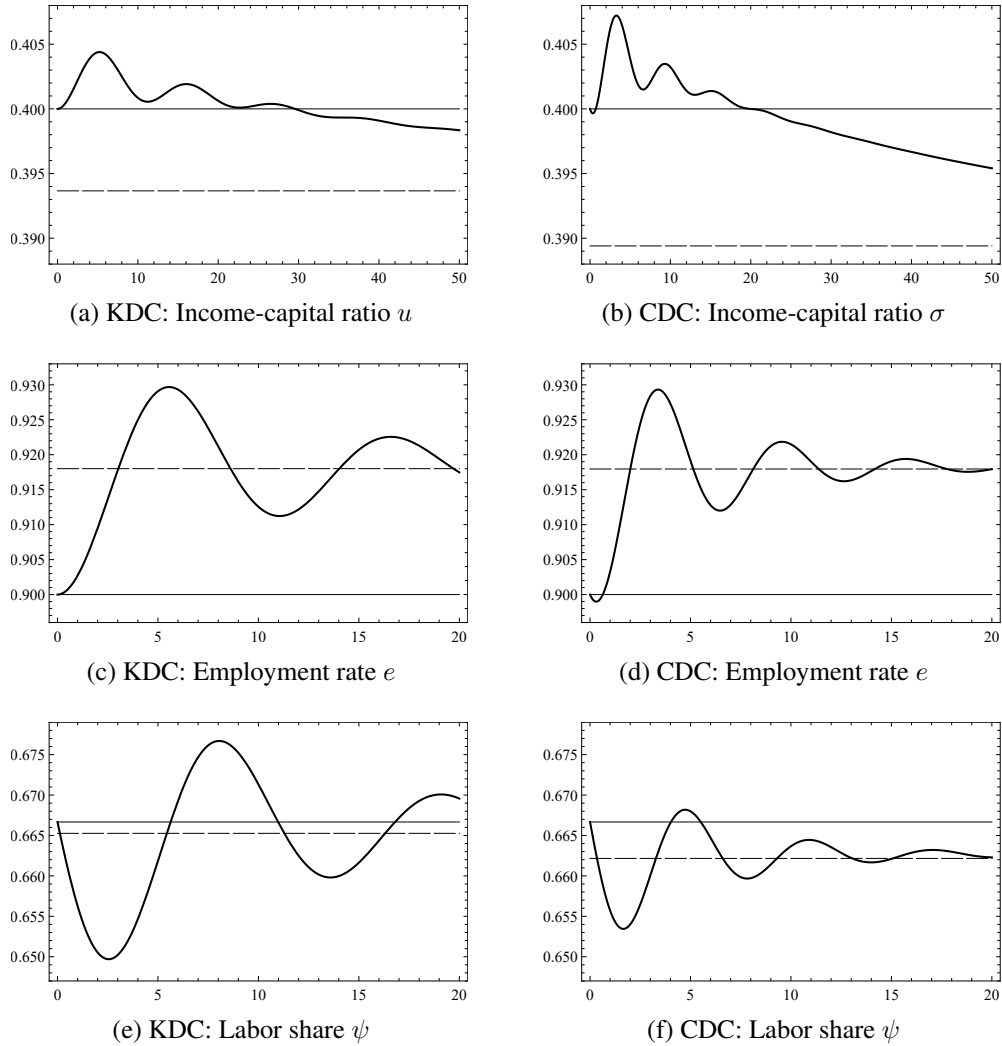 0.405 0.400 0.395 0.390
0 10 20 30 40 50
(a) KDC: Income-capital ratio u
0.405 0.400 0.395 0.390
0 10 20 30 40 50
(b) CDC: Income-capital ratio σ
0.930 0.925 0.920 0.915 0.910 0.905 0.900
0 5 10 15 20
(c) KDC: Employment rate e
0.930 0.925 0.920 0.915 0.910 0.905 0.900
0 5 10 15 20
(d) CDC: Employment rate e
0.675 0.670 0.665 0.660 0.655 0.650
0 5 10 15 20
(e) KDC: Labor share ψ
0.675 0.670 0.665 0.660 0.655 0.650
0 5 10 15 20
(f) CDC: Labor share ψ